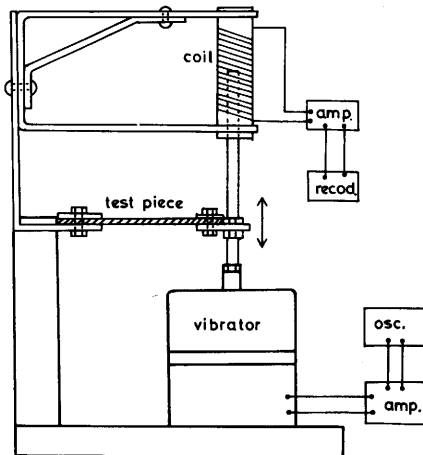 coil
amp.
recod.
test piece
vibrator
osc.
amp.